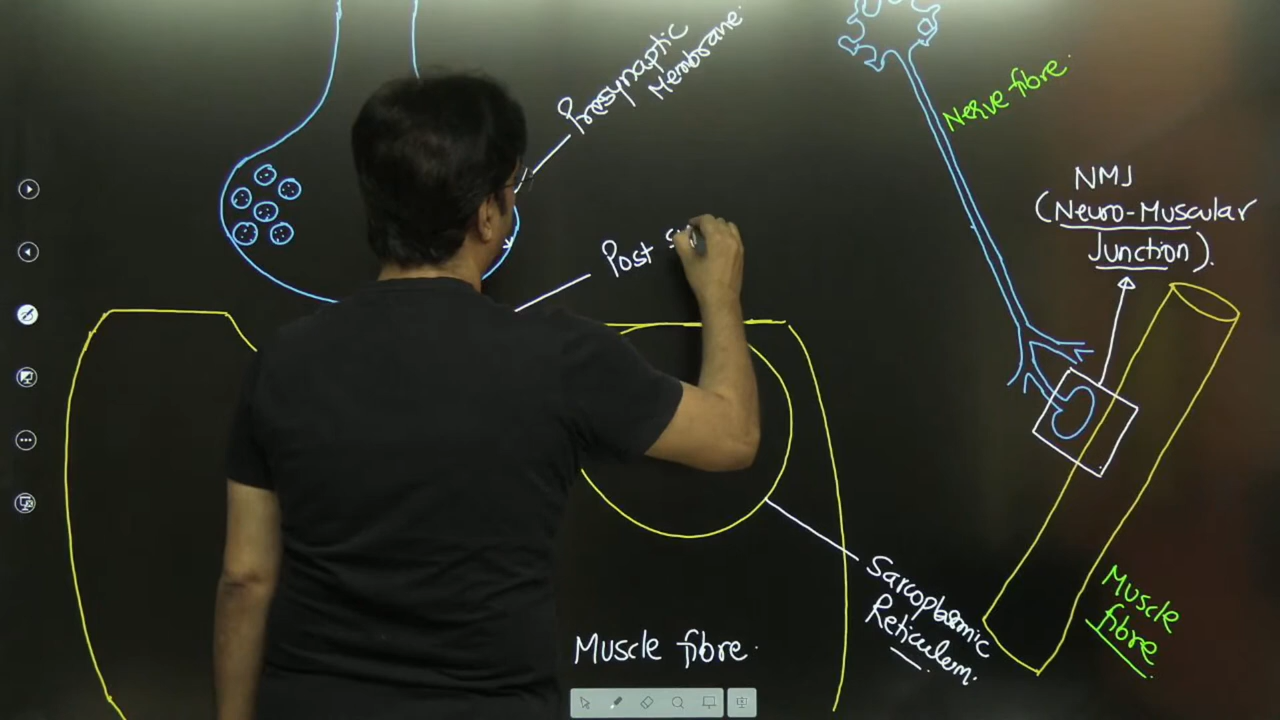 Presynaptic
Membrane.
Post
Nerve fibre.
NMJ
(Neuro-Muscular
Junction).
Sarcoplasmic
Reticulum.
Muscle
fibre
Muscle fibre.